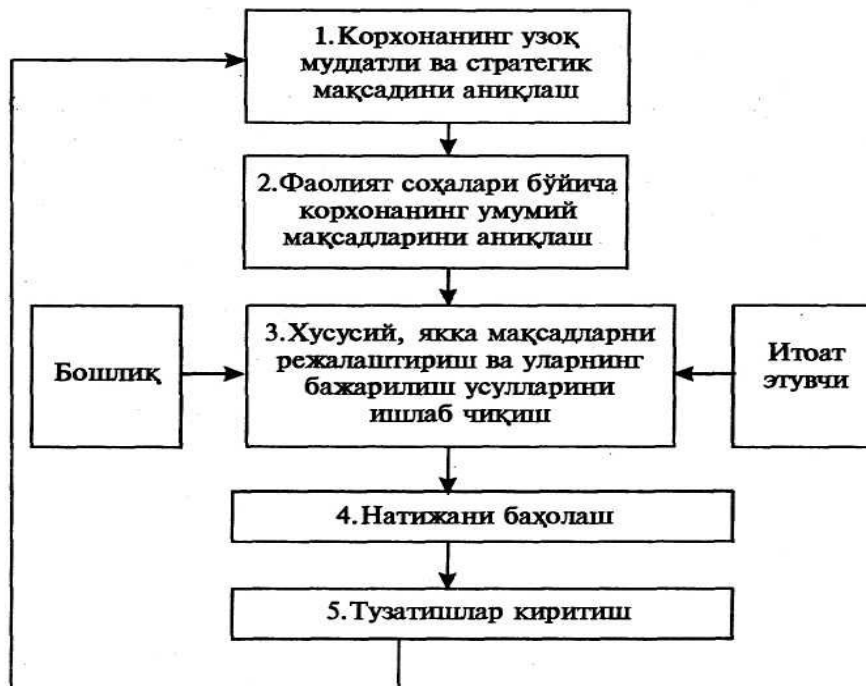 1.Корхонанинг узоқ
муддатли ва стратегик
мақсадини аниқлаш
2.Фаолият соҳалари бўйича
корхонанинг умумий
мақсадларини аниқлаш
Бошлиқ
3.Хусусий, якка мақсадларни
режалаштириш ва уларнинг
бажарилиш усулларини
ишлаб чиқиш
Итоат
этувчи
4.Натижани баҳолаш
5.Тузатишлар киритиш